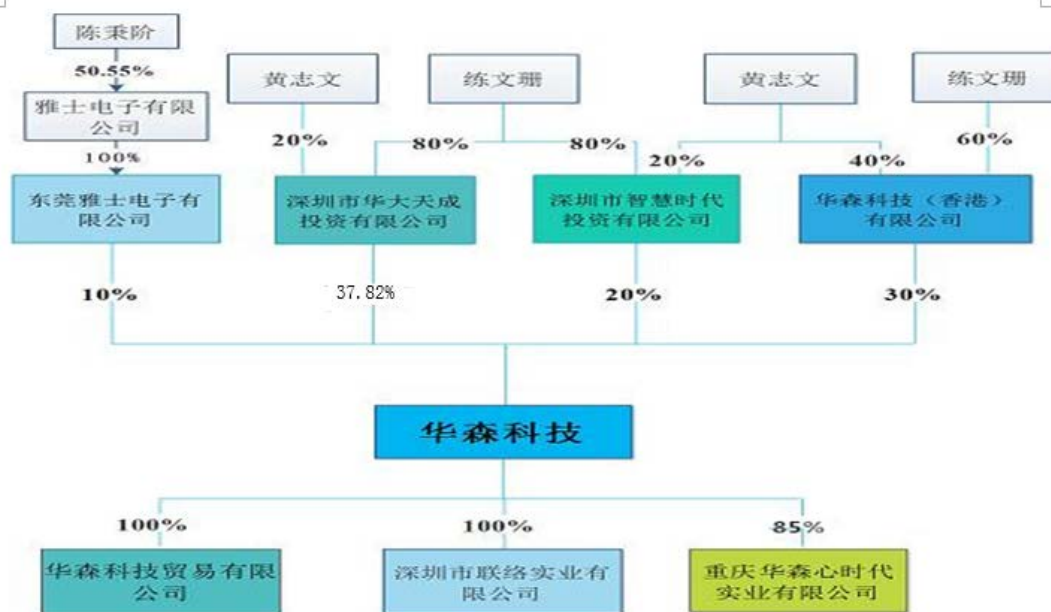 陈秉阶
50.55%
黄志文
练文珊
黄志文
练文珊
雅士电子有限
公司
100%
20%
80%
80%
20%
40%
60%
东莞雅士电子有
限公司
深圳市华大天成
投资有限公司
深圳市智慧时代
投资有限公司
华森科技（香港）
有限公司
10%
37.82%
20%
30%
华森科技
100%
100%
85%
华森科技贸易有限
公司
深圳市联络实业有
限公司
重庆华森心时代
实业有限公司